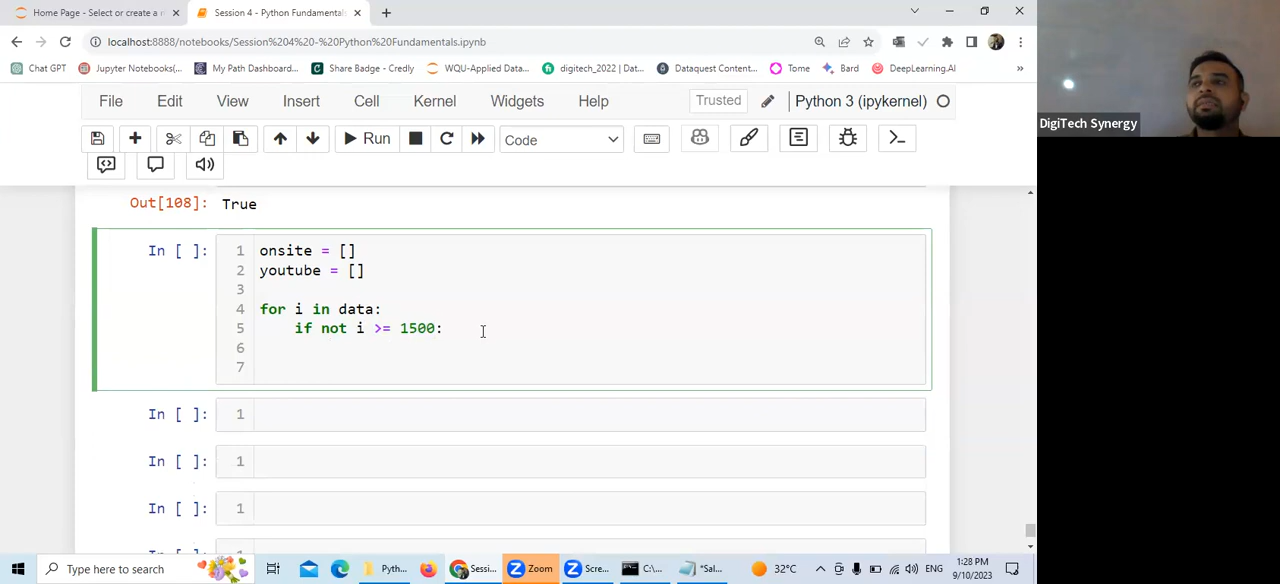 Home Page - Select or create a n
Session 4 - Python Fundamentals
localhost:8888/notebooks/Session%204%20-%20Python%20Fundamentals.ipynb
Chat GPT
Jupyter Notebooks(...
My Path Dashboard...
Share Badge - Credly
WQU-Applied Data...
digitech_2022 | Dat...
Dataquest Content...
Tome
Bard
DeepLearning.AI
»
File
Edit
View
Insert
Cell
Kernel
Widgets
Help
Trusted
Python 3 (ipykernel)
Run
Code
DigiTech Synergy
Out[108]: True
In [ ]:
1 onsite = []
2 youtube = []
3
4 for i in data:
5 if not i >= 1500:
6
7
In [ ]: 1
In [ ]: 1
In [ ]: 1
Type here to search
Pyth...
Sessi...
Zoom
Scre...
C:\...
*Sal...
32°C
ENG
1:28 PM
9/10/2023